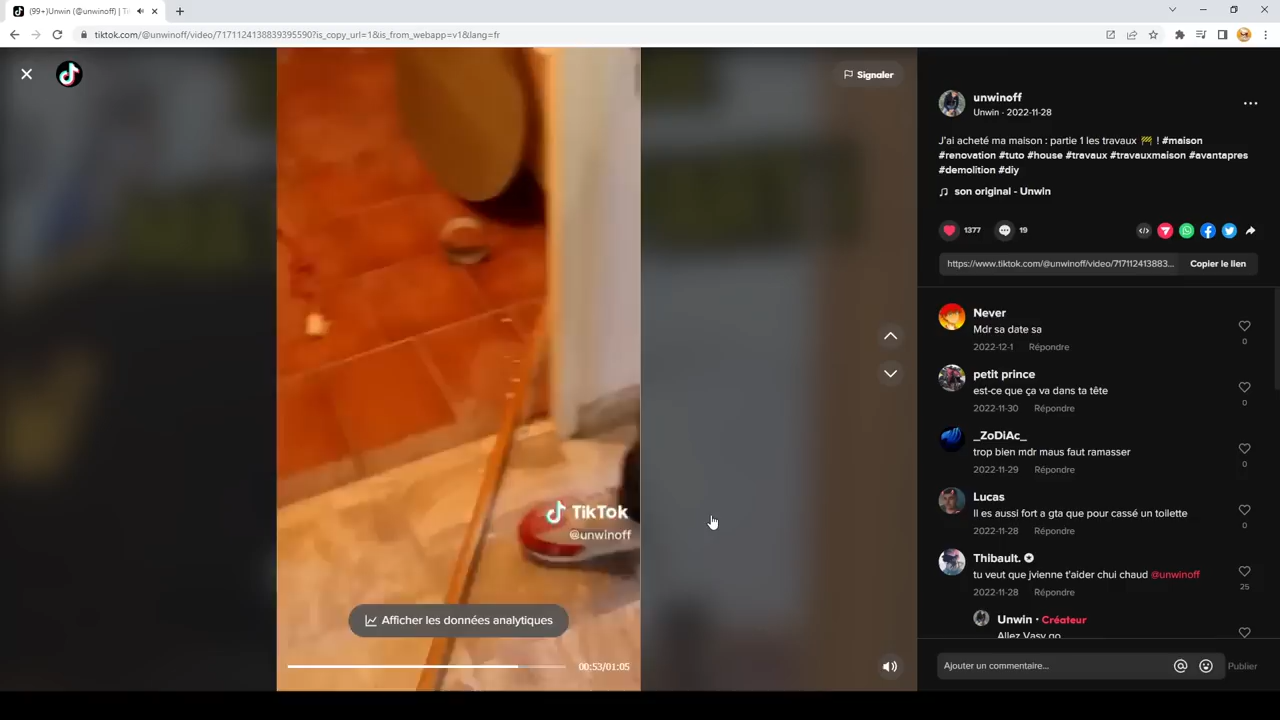 (99+)Unwin (@unwinoff) | Ti
tiktok.com/@unwinoff/video/7171124138839395590?is_copy_url=1&is_from_webapp=v1&lang=fr
Signaler
TikTok
@unwinoff
Afficher les données analytiques
00:53/01:05
unwinoff
Unwin · 2022-11-28
J'ai acheté ma maison : partie 1 les travaux 🚧 ! #maison
#renovation #tuto #house #travaux #travauxmaison #avantapres
#demolition #diy
son original - Unwin
1377
19
https://www.tiktok.com/@unwinoff/video/717112413883...
Copier le lien
Never
Mdr sa date sa
2022-12-1 Répondre
0
petit prince
est-ce que ça va dans ta tête
2022-11-30 Répondre
0
_ZoDiAc_
trop bien mdr maus faut ramasser
2022-11-29 Répondre
0
Lucas
Il es aussi fort a gta que pour cassé un toilette
2022-11-28 Répondre
0
Thibault.
tu veut que jvienne t'aider chui chaud @unwinoff
2022-11-28 Répondre
25
Unwin · Créateur
Allez Vasy go
Ajouter un commentaire...
Publier